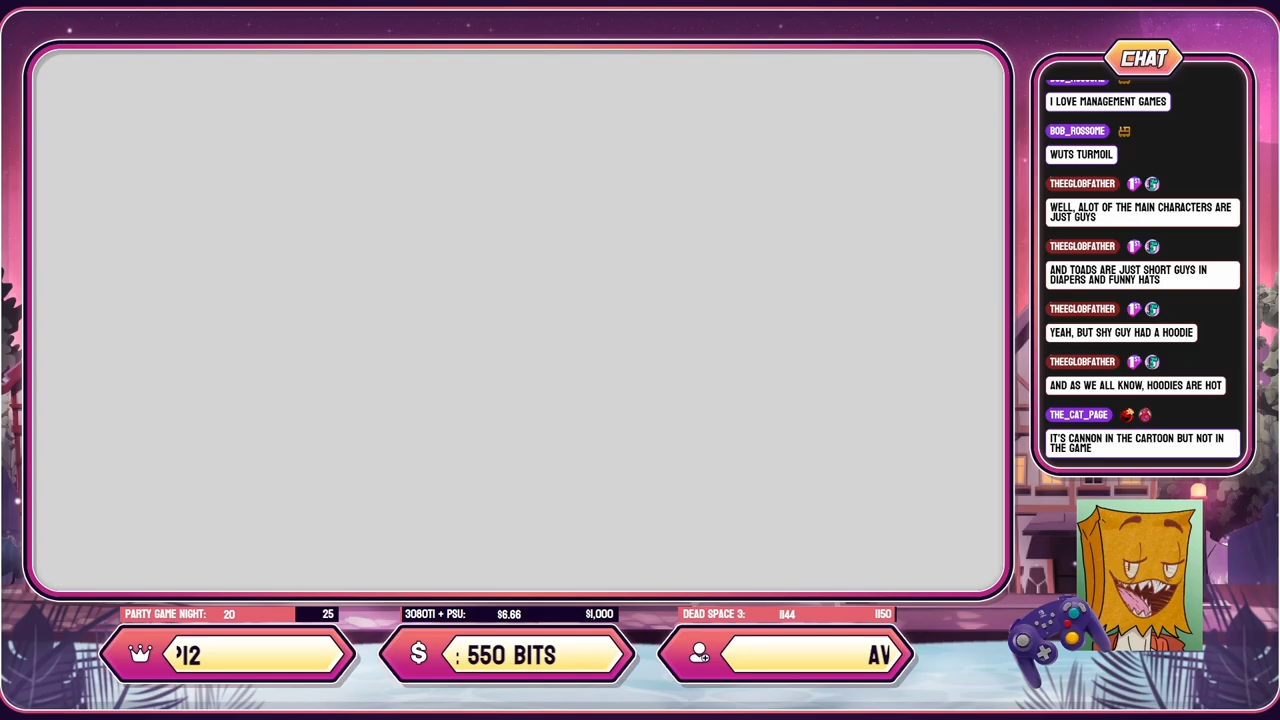 CHAT
BOB_ROSSOME
I LOVE MANAGEMENT GAMES
BOB_ROSSOME
WUTS TURMOIL
THEEGLOBFATHER
WELL, ALOT OF THE MAIN CHARACTERS ARE
JUST GUYS
THEEGLOBFATHER
AND TOADS ARE JUST SHORT GUYS IN
DIAPERS AND FUNNY HATS
THEEGLOBFATHER
YEAH, BUT SHY GUY HAD A HOODIE
THEEGLOBFATHER
AND AS WE ALL KNOW, HOODIES ARE HOT
THE_CAT_PAGE
IT'S CANNON IN THE CARTOON BUT NOT IN
THE GAME
PARTY GAME NIGHT: 20 25
3080TI + PSU: $6.66 $1,000
DEAD SPACE 3: 1144 1150
: 550 BITS